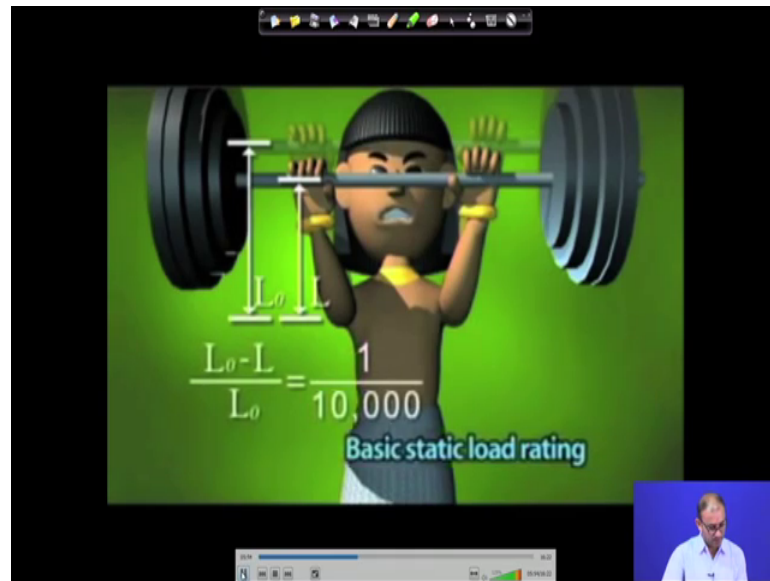 L₀ L
L₀-L
L₀
=
1
10,000
Basic static load rating